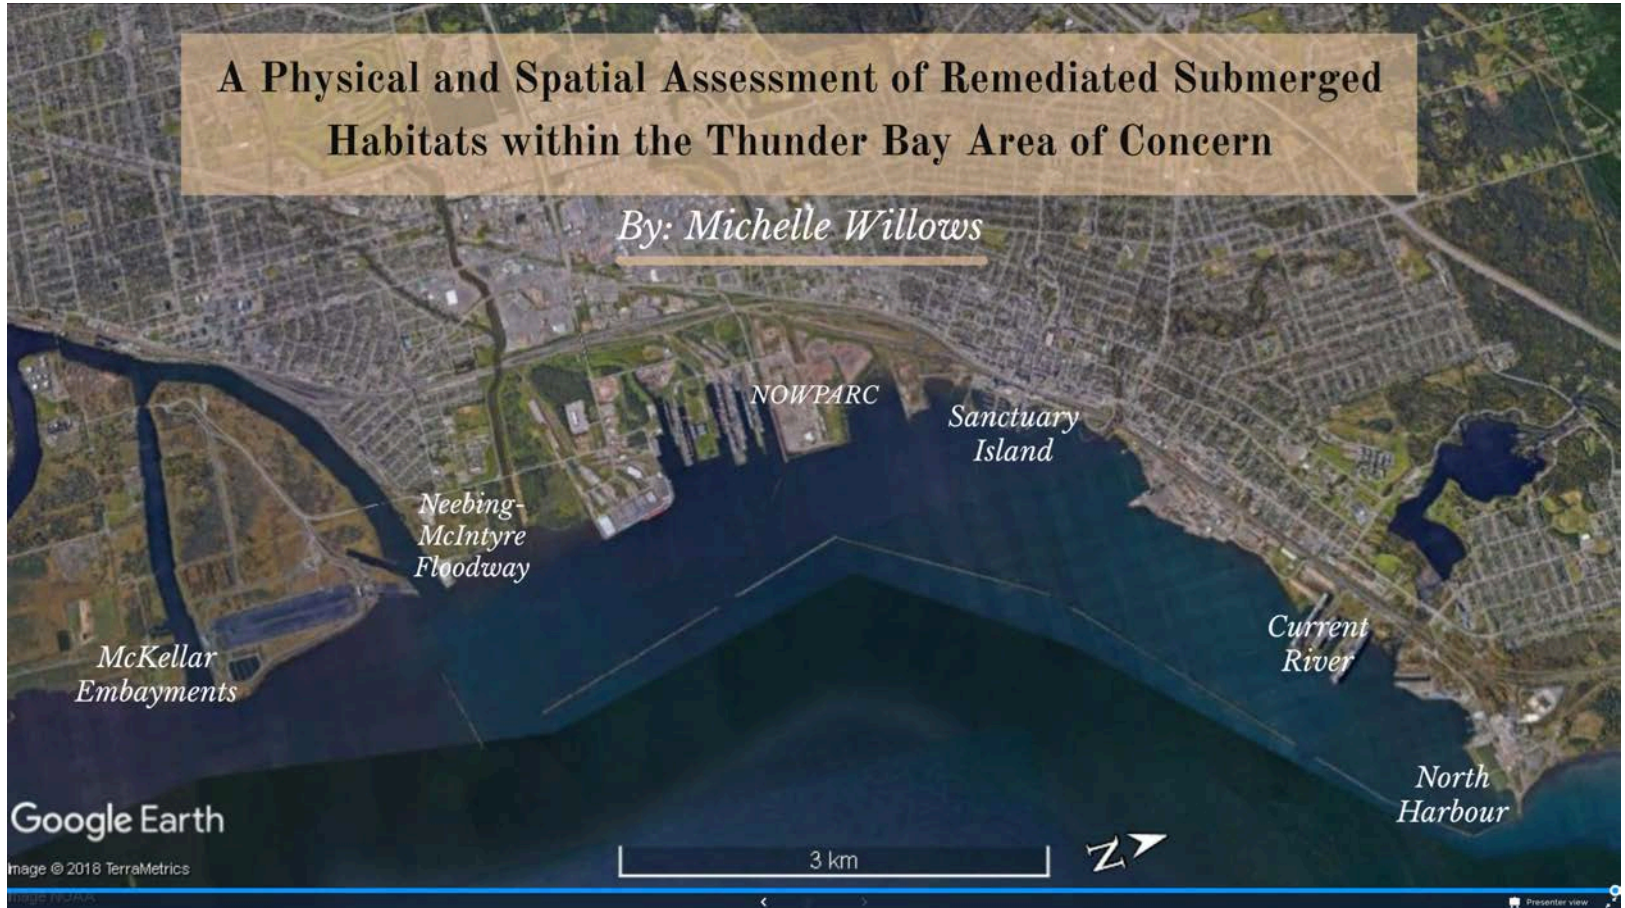 A Physical and Spatial Assessment of Remediated Submerged
Habitats within the Thunder Bay Area of Concern
By: Michelle Willows
NOWPARC
Sanctuary
Island
Neebing-
McIntyre
Floodway
McKellar
Embayments
Current
River
North
Harbour
Google Earth
Image © 2018 TerraMetrics
Image NOAA
3 km
N
Presenter view